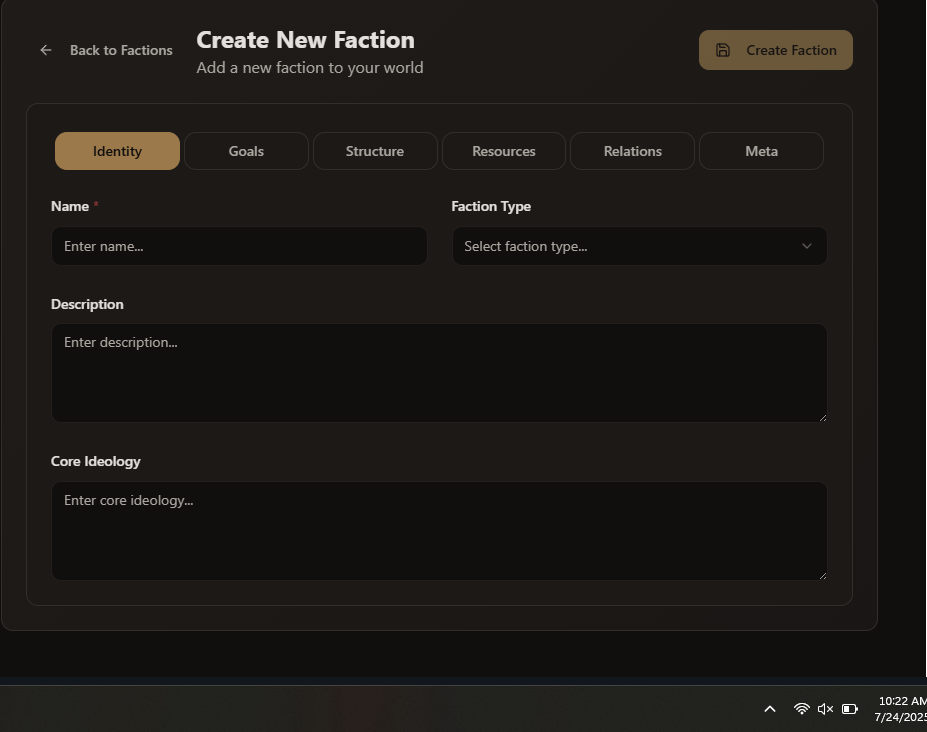 Back to Factions
Create New Faction
Add a new faction to your world
Create Faction
Identity
Goals
Structure
Resources
Relations
Meta
Name *
Faction Type
Enter name...
Select faction type...
Description
Enter description...
Core Ideology
Enter core ideology...
10:22 AM
7/24/2025